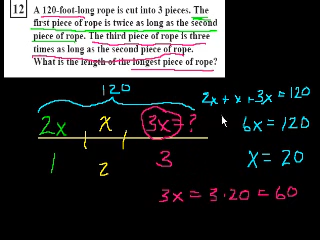 12 A 120-foot-long rope is cut into 3 pieces. The
first piece of rope is twice as long as the second
piece of rope. The third piece of rope is three
times as long as the second piece of rope.
What is the length of the longest piece of rope?
120
2x + x + 3x = 120
2x x 3x = ?
6x = 120
1 2 3
x = 20
3x = 3·20 = 60